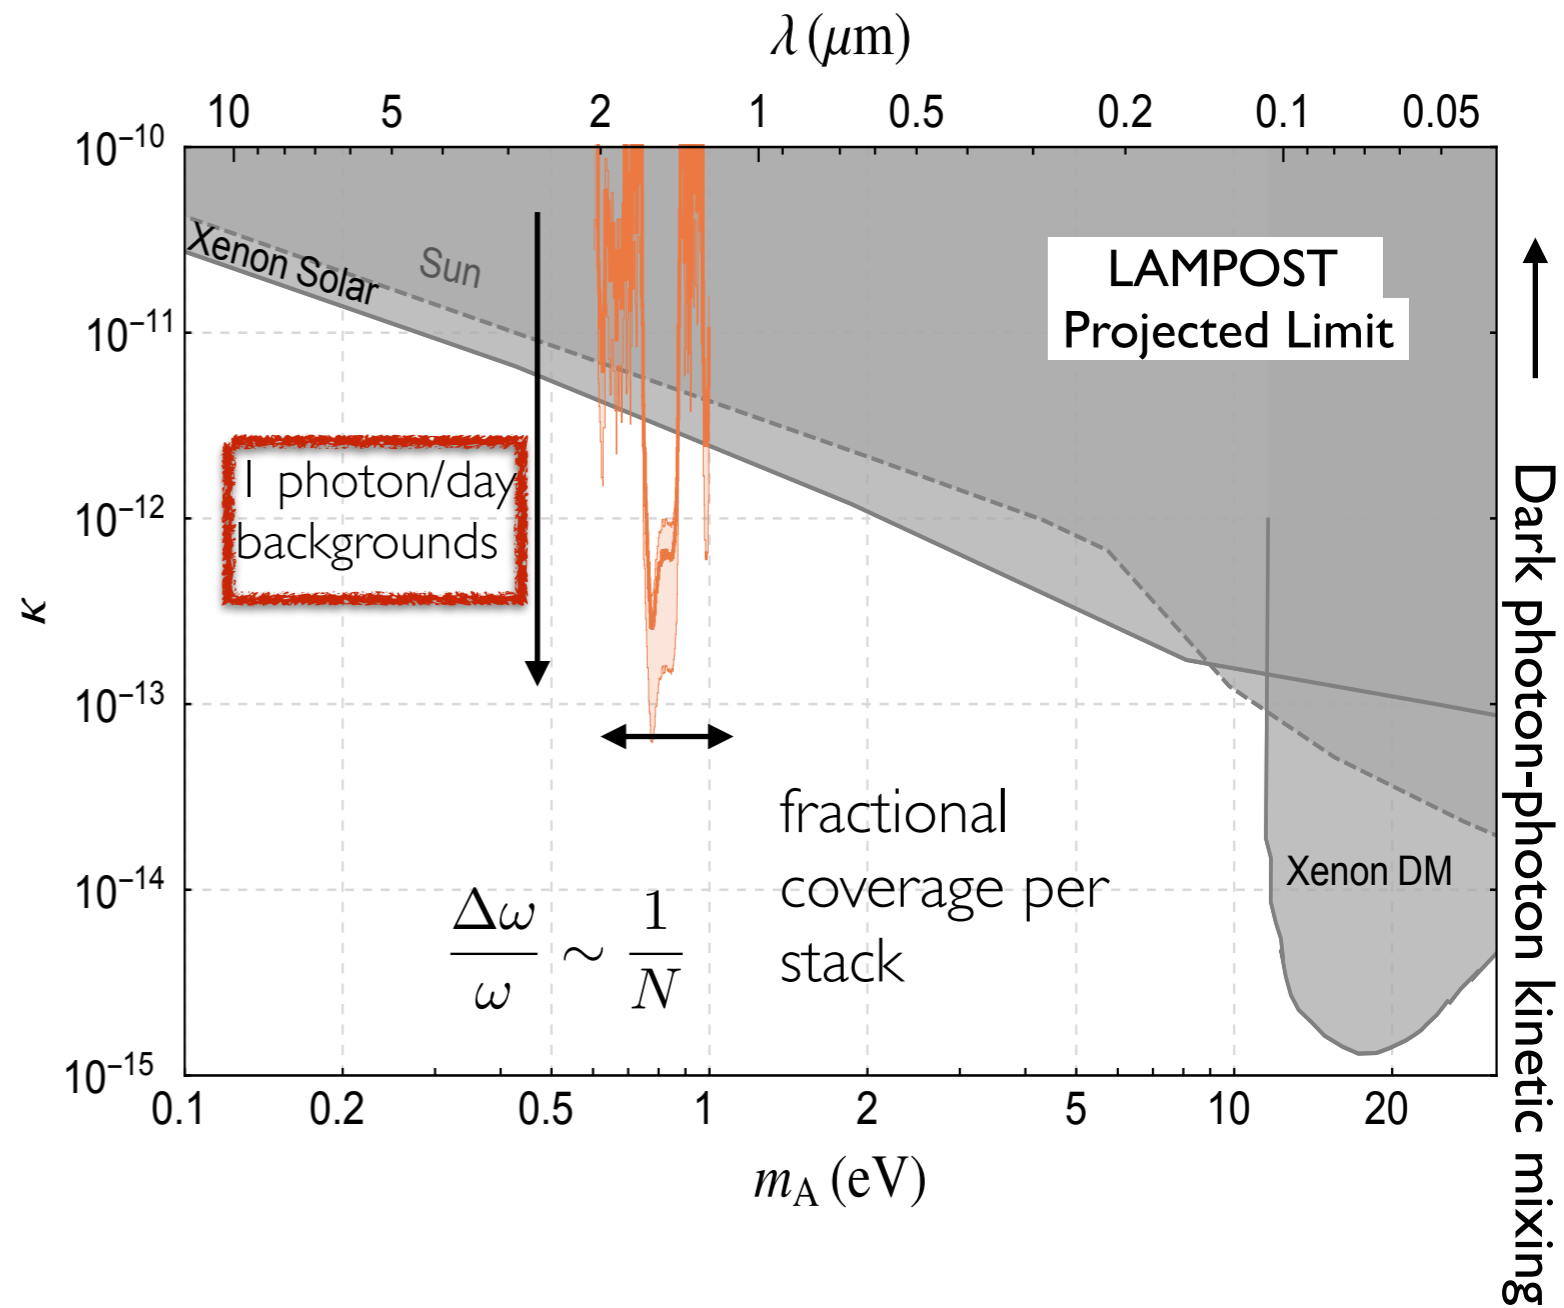 λ (μm)
10 5 2 1 0.5 0.2 0.1 0.05
10⁻¹⁰
10⁻¹¹
10⁻¹²
10⁻¹³
10⁻¹⁴
10⁻¹⁵
κ
Xenon Solar
Sun
LAMPOST
Projected Limit
1 photon/day
backgrounds
fractional
coverage per
stack
Δω/ω ~ 1/N
Xenon DM
0.1 0.2 0.5 1 2 5 10 20
m_A (eV)
Dark photon-photon kinetic mixing